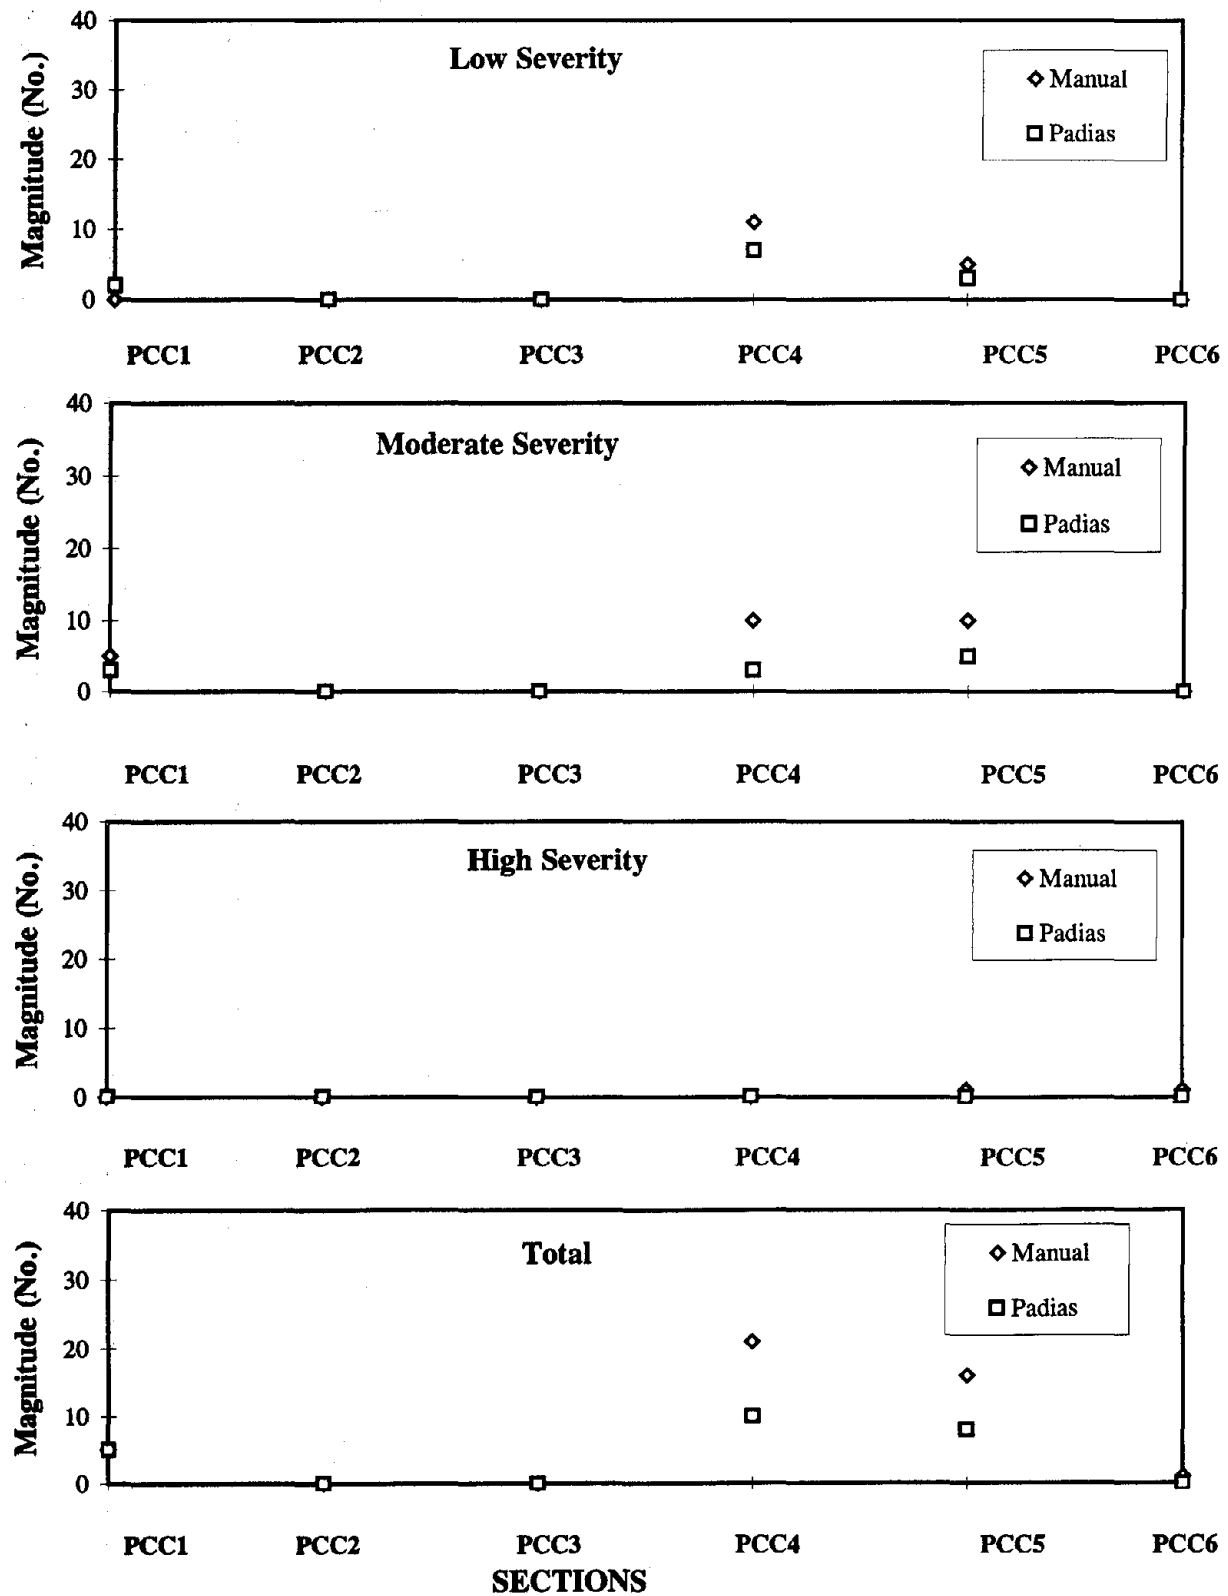 40
Low Severity
Manual
30
Padias
20
Magnitude (No.)
10
0
PCC1 PCC2 PCC3 PCC4 PCC5 PCC6
40
Moderate Severity
Manual
30
Padias
20
Magnitude (No.)
10
0
PCC1 PCC2 PCC3 PCC4 PCC5 PCC6
40
High Severity
Manual
30
Padias
20
Magnitude (No.)
10
0
PCC1 PCC2 PCC3 PCC4 PCC5 PCC6
40
Total
Manual
30
Padias
20
Magnitude (No.)
10
0
PCC1 PCC2 PCC3 PCC4 PCC5 PCC6
SECTIONS